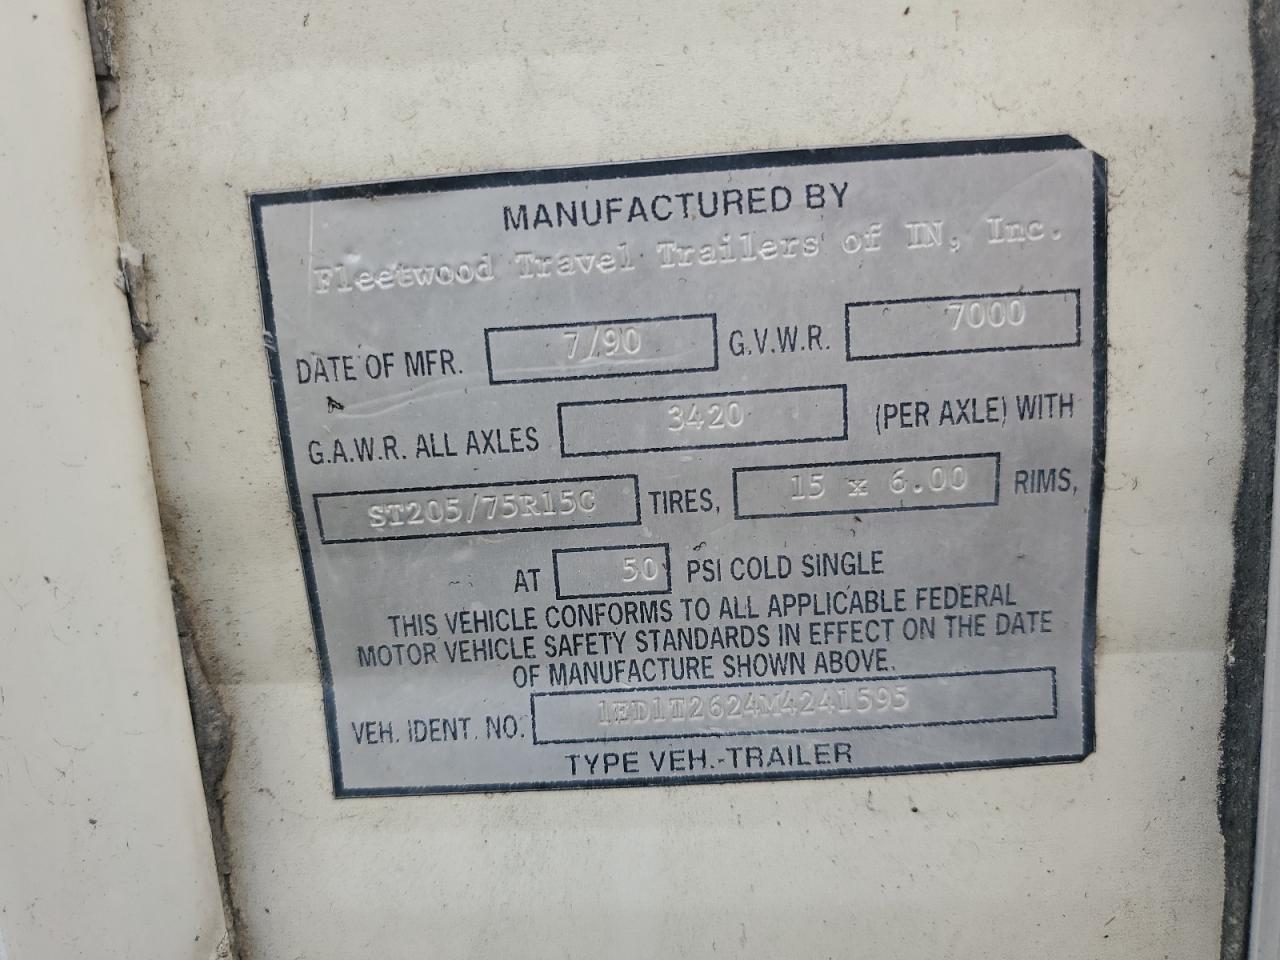 MANUFACTURED BY
Fleetwood Travel Trailers of IN, Inc.
DATE OF MFR. 7/90 G.V.W.R. 7000
G.A.W.R. ALL AXLES 3420 (PER AXLE) WITH
ST205/75R15C TIRES, 15 x 6.00 RIMS,
AT 50 PSI COLD SINGLE
THIS VEHICLE CONFORMS TO ALL APPLICABLE FEDERAL
MOTOR VEHICLE SAFETY STANDARDS IN EFFECT ON THE DATE
OF MANUFACTURE SHOWN ABOVE.
VEH. IDENT. NO. 1ED1T2624M4241595
TYPE VEH.-TRAILER